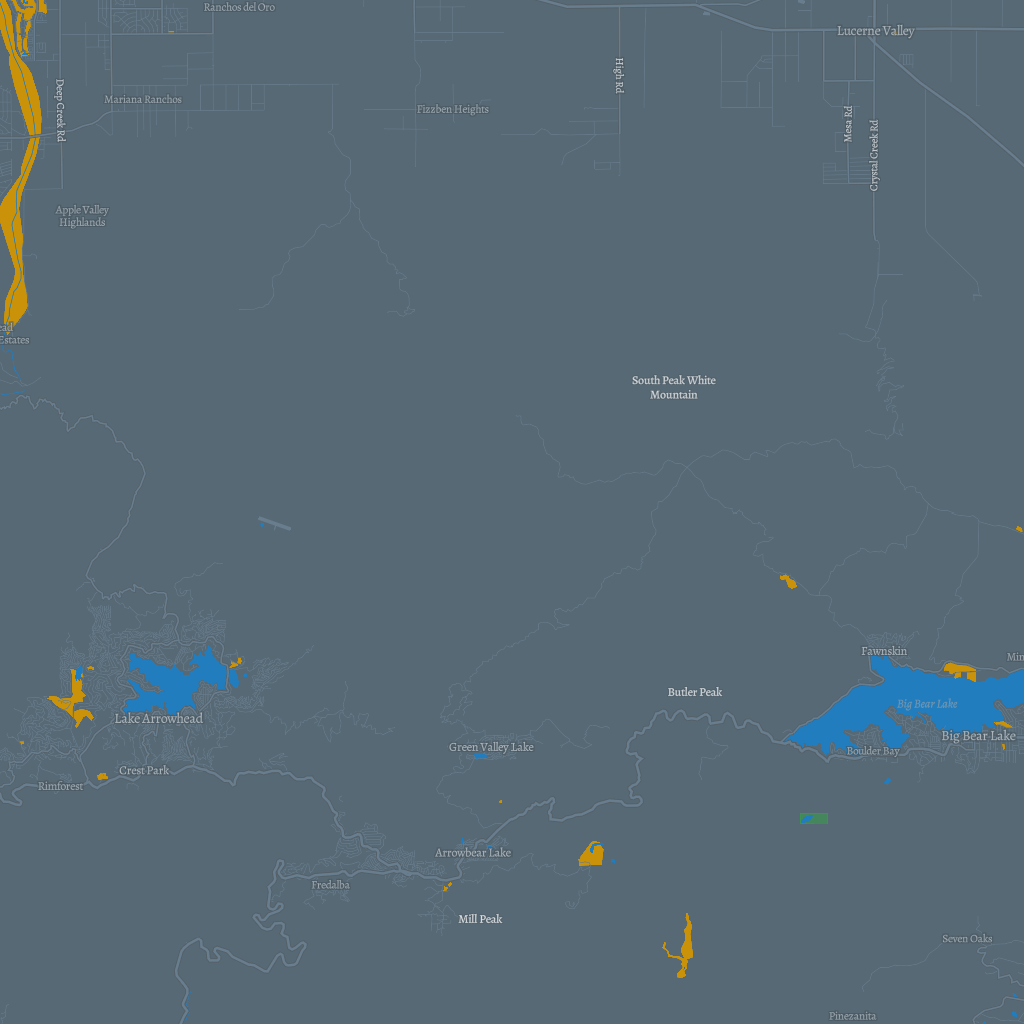 Ranchos del Oro
Lucerne Valley
High Rd
Deep Creek Rd
Mariana Ranchos
Fizzben Heights
Mesa Rd
Crystal Creek Rd
Apple Valley
Highlands
ead
Estates
South Peak White
Mountain
Fawnskin
Min
Butler Peak
Big Bear Lake
Lake Arrowhead
Big Bear Lake
Green Valley Lake
Boulder Bay
Crest Park
Rimforest
Arrowbear Lake
Fredalba
Mill Peak
Seven Oaks
Pinezanita